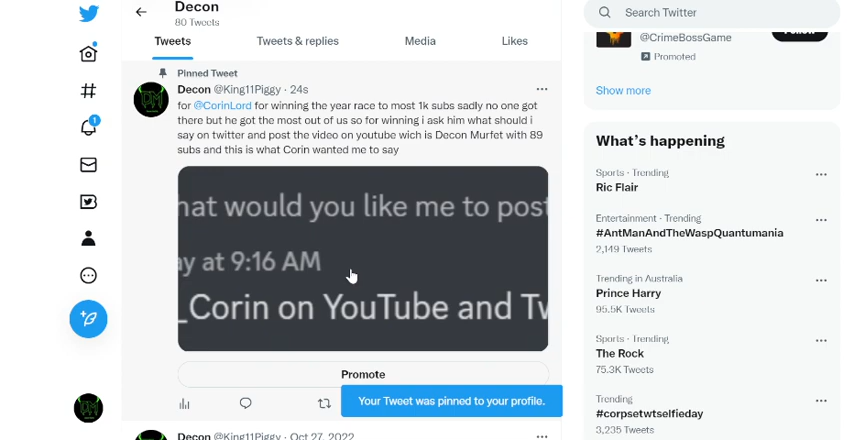 Decon
80 Tweets
Tweets
Tweets & replies
Media
Likes
Pinned Tweet
Decon @King11Piggy · 24s
for @CorinLord for winning the year race to most 1k subs sadly no one got
there but he got the most out of us so for winning i ask him what should i
say on twitter and post the video on youtube wich is Decon Murfet with 89
subs and this is what Corin wanted me to say
hat would you like me to post
ay at 9:16 AM
_Corin on YouTube and Tw
Promote
Your Tweet was pinned to your profile.
Decon @King11Piggy · Oct 27, 2022
1
Search Twitter
@CrimeBossGame
Follow
Promoted
Show more
What's happening
Sports · Trending
Ric Flair
Entertainment · Trending
#AntManAndTheWaspQuantumania
2,149 Tweets
Trending in Australia
Prince Harry
95.5K Tweets
Sports · Trending
The Rock
75.3K Tweets
Trending
#corpsetwtselfieday
3,235 Tweets